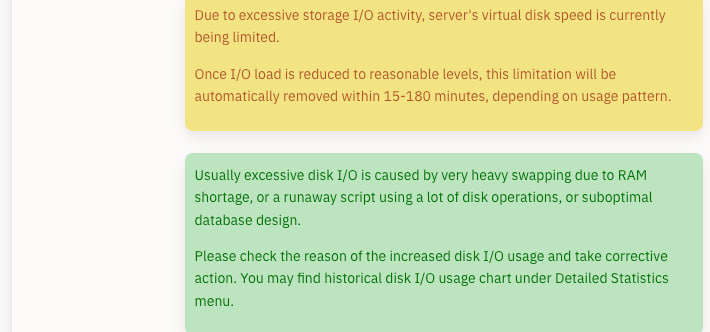 Due to excessive storage I/O activity, server's virtual disk speed is currently
being limited.
Once I/O load is reduced to reasonable levels, this limitation will be
automatically removed within 15-180 minutes, depending on usage pattern.
Usually excessive disk I/O is caused by very heavy swapping due to RAM
shortage, or a runaway script using a lot of disk operations, or suboptimal
database design.
Please check the reason of the increased disk I/O usage and take corrective
action. You may find historical disk I/O usage chart under Detailed Statistics
menu.